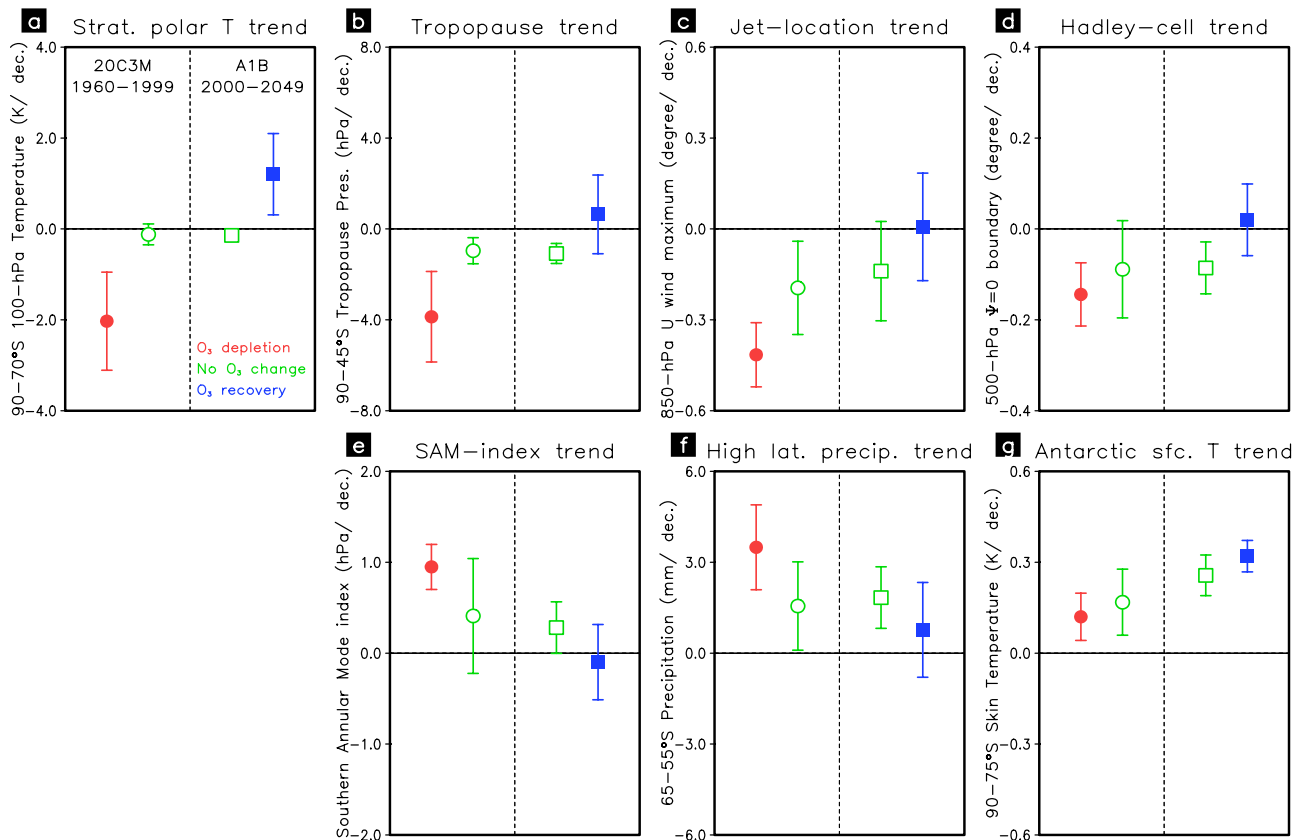 a Strat. polar T trend
90−70°S 100−hPa Temperature (K/ dec.)
4.0
2.0
0.0
−2.0
−4.0
20C3M
1960−1999
A1B
2000−2049
O₃ depletion
No O₃ change
O₃ recovery
b Tropopause trend
90−45°S Tropopause Pres. (hPa/ dec.)
8.0
4.0
0.0
−4.0
−8.0
c Jet−location trend
850−hPa U wind maximum (degree/ dec.)
0.6
0.3
0.0
−0.3
−0.6
d Hadley−cell trend
500−hPa Ψ=0 boundary (degree/ dec.)
0.4
0.2
0.0
−0.2
−0.4
e SAM−index trend
Southern Annular Mode index (hPa/ dec.)
2.0
1.0
0.0
−1.0
−2.0
f High lat. precip. trend
65−55°S Precipitation (mm/ dec.)
6.0
3.0
0.0
−3.0
−6.0
g Antarctic sfc. T trend
90−75°S Skin Temperature (K/ dec.)
0.6
0.3
0.0
−0.3
−0.6